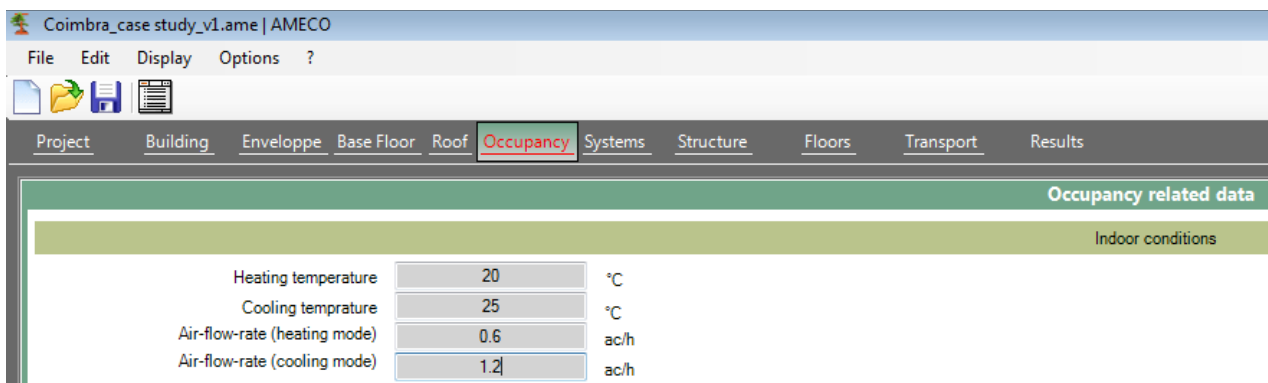 Coimbra_case study_v1.ame | AMECO
File Edit Display Options ?
Project Building Enveloppe Base Floor Roof Occupancy Systems Structure Floors Transport Results
Occupancy related data
Indoor conditions
Heating temperature 20 °C
Cooling temprature 25 °C
Air-flow-rate (heating mode) 0.6 ac/h
Air-flow-rate (cooling mode) 1.2 ac/h